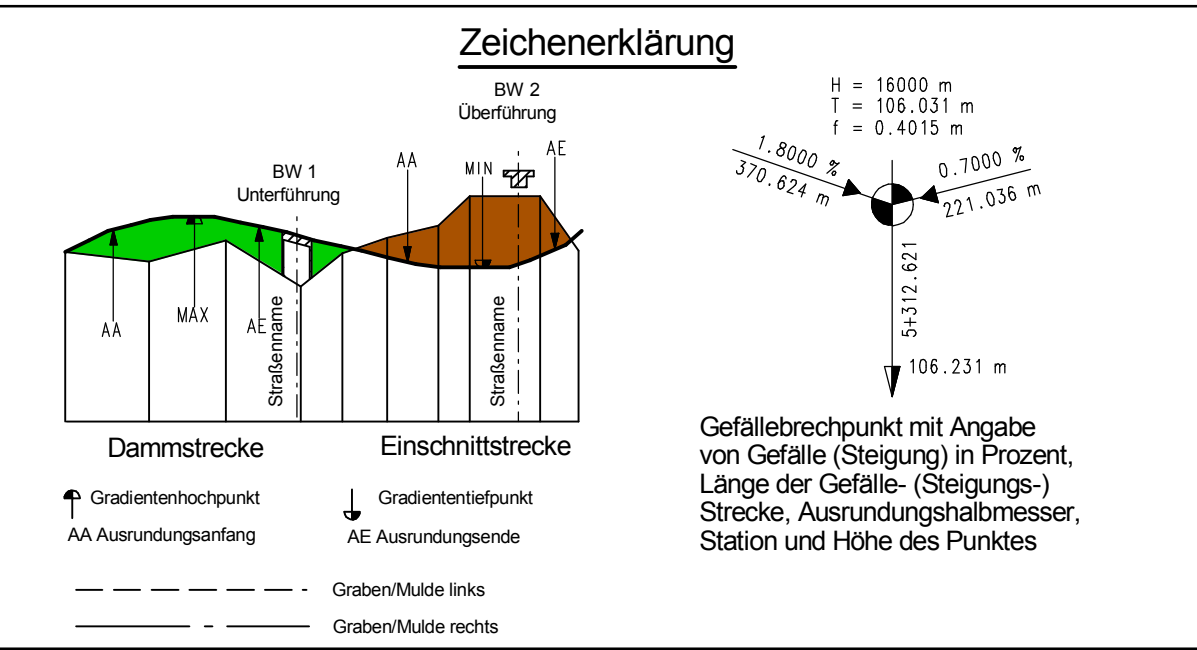 Zeichenerklärung
BW 1
Unterführung
BW 2
Überführung
AA
MIN
AE
AA
MAX
AE
Straßenname
Straßenname
Dammstrecke
Einschnittstrecke
Gradientenhochpunkt
Gradiententiefpunkt
AA Ausrundungsanfang
AE Ausrundungsende
Graben/Mulde links
Graben/Mulde rechts
H = 16000 m
T = 106.031 m
f = 0.4015 m
1.8000 %
370.624 m
0.7000 %
221.036 m
5+312.621
106.231 m
Gefällebrechpunkt mit Angabe
von Gefälle (Steigung) in Prozent,
Länge der Gefälle- (Steigungs-)
Strecke, Ausrundungshalbmesser,
Station und Höhe des Punktes